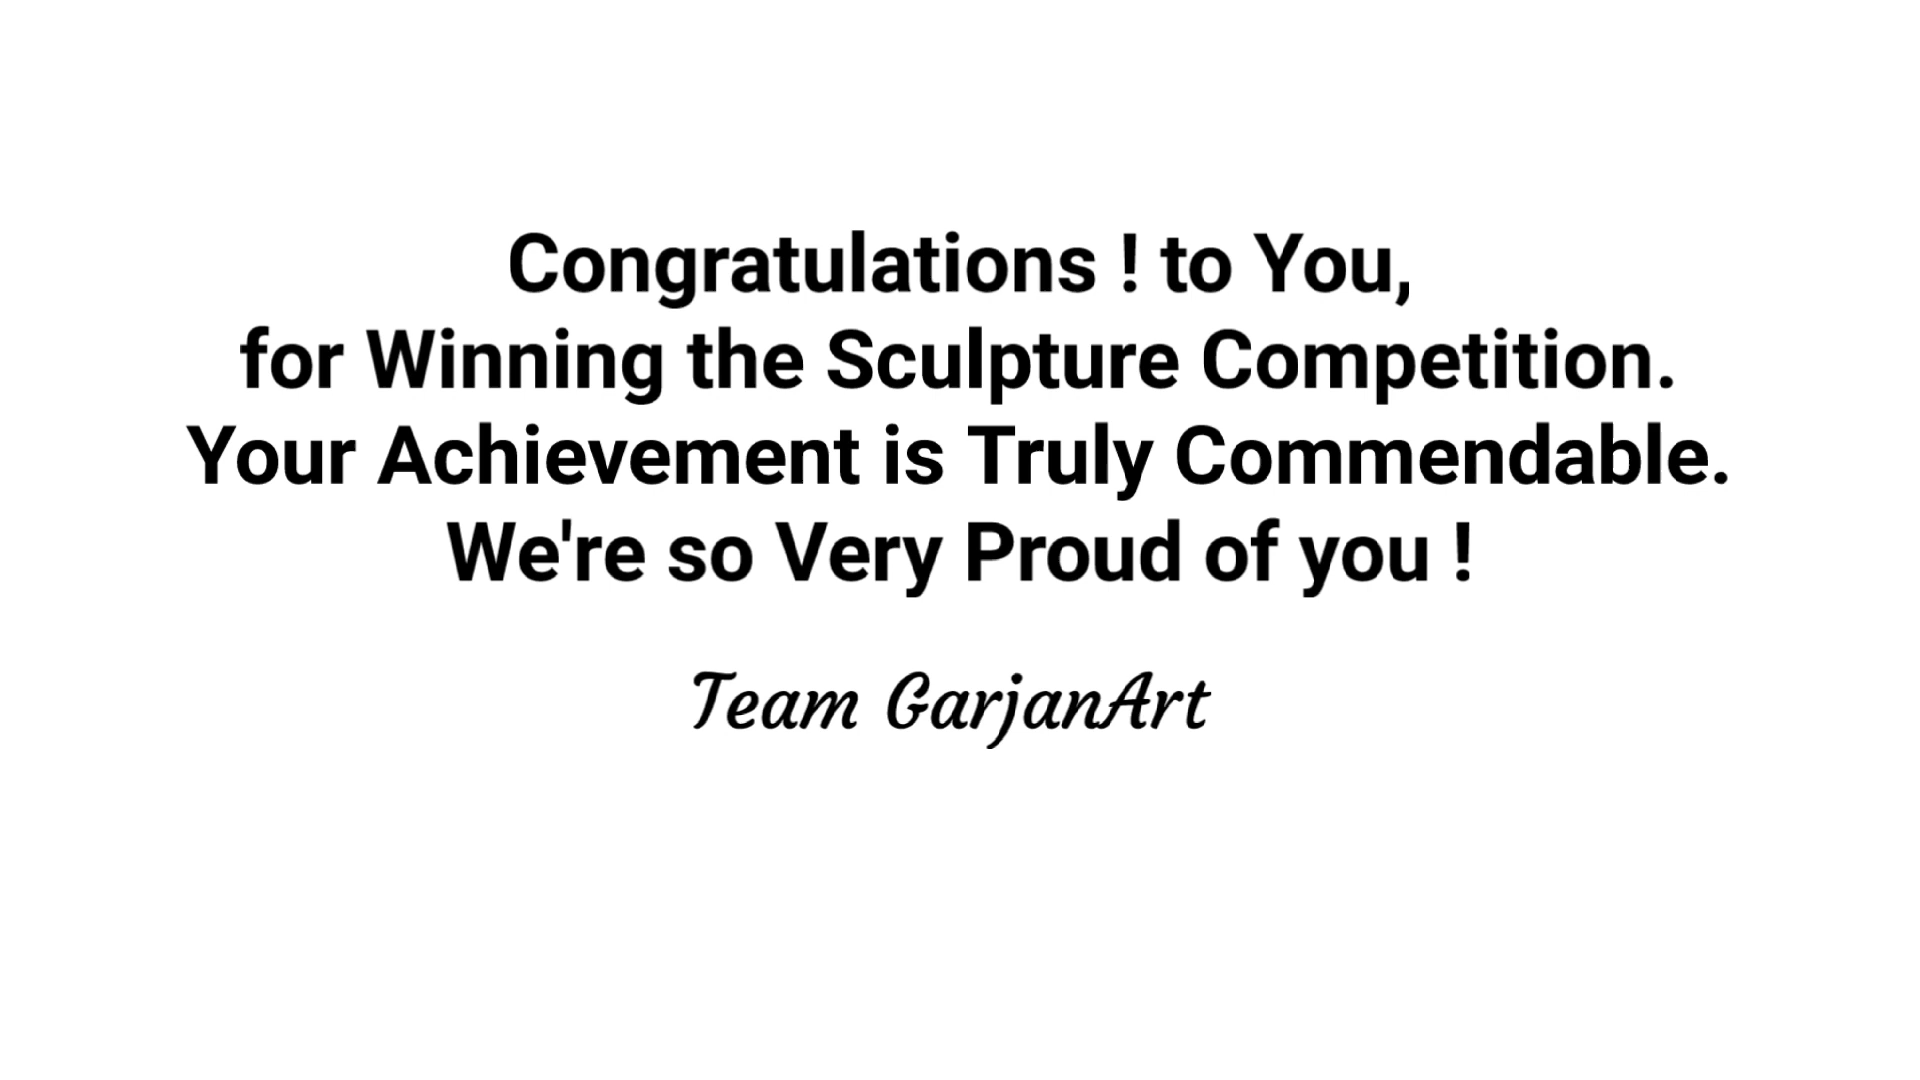 Congratulations ! to You,
for Winning the Sculpture Competition.
Your Achievement is Truly Commendable.
We're so Very Proud of you !
Team GarjanArt